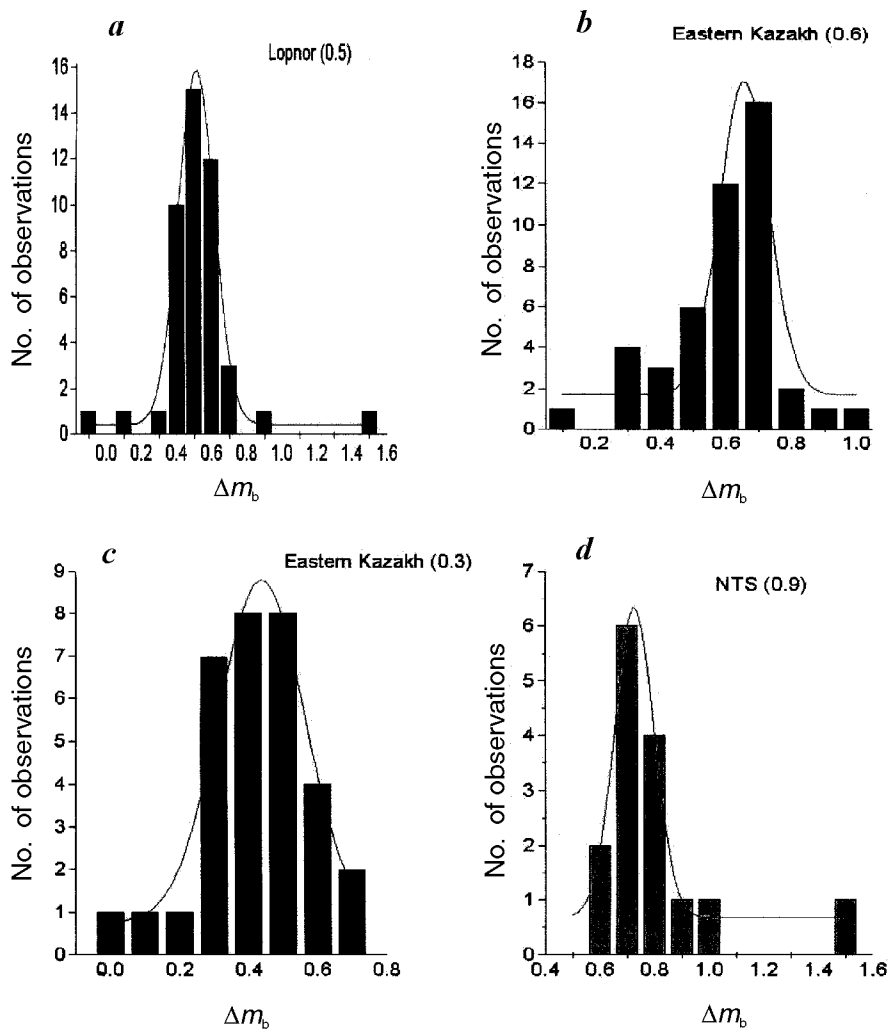 a
Lopnor (0.5)
No. of observations
16
14
12
10
8
6
4
2
0
0.0 0.2 0.4 0.6 0.8 1.0 1.2 1.4 1.6
Δm_b
b
Eastern Kazakh (0.6)
No. of observations
18
16
14
12
10
8
6
4
2
0
0.2 0.4 0.6 0.8 1.0
Δm_b
c
Eastern Kazakh (0.3)
No. of observations
9
8
7
6
5
4
3
2
1
0
0.0 0.2 0.4 0.6 0.8
Δm_b
d
NTS (0.9)
No. of observations
7
6
5
4
3
2
1
0
0.4 0.6 0.8 1.0 1.2 1.4 1.6
Δm_b